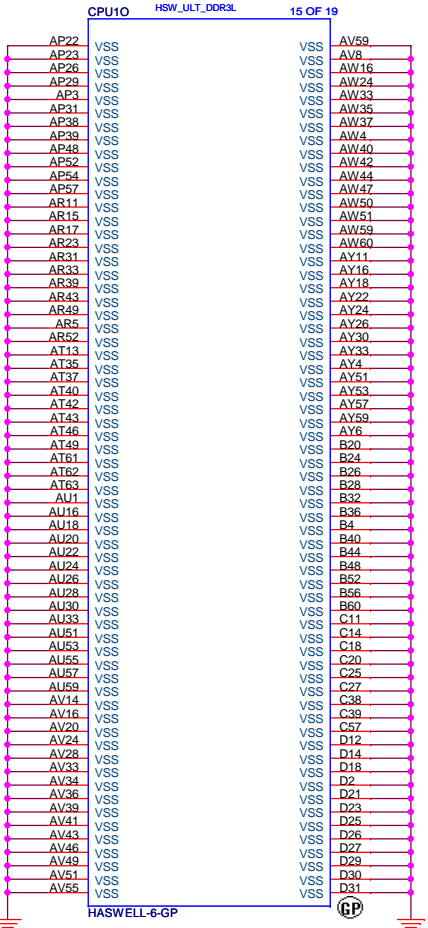 CPU1O HSW_ULT_DDR3L 15 OF 19
AP22 VSS VSS AV59
AP23 VSS VSS AV8
AP26 VSS VSS AW16
AP29 VSS VSS AW24
AP3 VSS VSS AW33
AP31 VSS VSS AW35
AP38 VSS VSS AW37
AP39 VSS VSS AW4
AP48 VSS VSS AW40
AP52 VSS VSS AW42
AP54 VSS VSS AW44
AP57 VSS VSS AW47
AR11 VSS VSS AW50
AR15 VSS VSS AW51
AR17 VSS VSS AW59
AR23 VSS VSS AW60
AR31 VSS VSS AY11
AR33 VSS VSS AY16
AR39 VSS VSS AY18
AR43 VSS VSS AY22
AR49 VSS VSS AY24
AR5 VSS VSS AY26
AR52 VSS VSS AY30
AT13 VSS VSS AY33
AT35 VSS VSS AY4
AT37 VSS VSS AY51
AT40 VSS VSS AY53
AT42 VSS VSS AY57
AT43 VSS VSS AY59
AT46 VSS VSS AY6
AT49 VSS VSS B20
AT61 VSS VSS B24
AT62 VSS VSS B26
AT63 VSS VSS B28
AU1 VSS VSS B32
AU16 VSS VSS B36
AU18 VSS VSS B4
AU20 VSS VSS B40
AU22 VSS VSS B44
AU24 VSS VSS B48
AU26 VSS VSS B52
AU28 VSS VSS B56
AU30 VSS VSS B60
AU33 VSS VSS C11
AU51 VSS VSS C14
AU53 VSS VSS C18
AU55 VSS VSS C20
AU57 VSS VSS C25
AU59 VSS VSS C27
AV14 VSS VSS C38
AV16 VSS VSS C39
AV20 VSS VSS C57
AV24 VSS VSS D12
AV28 VSS VSS D14
AV33 VSS VSS D18
AV34 VSS VSS D2
AV36 VSS VSS D21
AV39 VSS VSS D23
AV41 VSS VSS D25
AV43 VSS VSS D26
AV46 VSS VSS D27
AV49 VSS VSS D29
AV51 VSS VSS D30
AV55 VSS VSS D31
HASWELL-6-GP GP